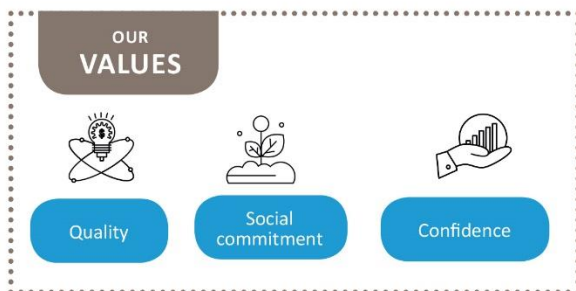 OUR
VALUES
Quality
Social
commitment
Confidence